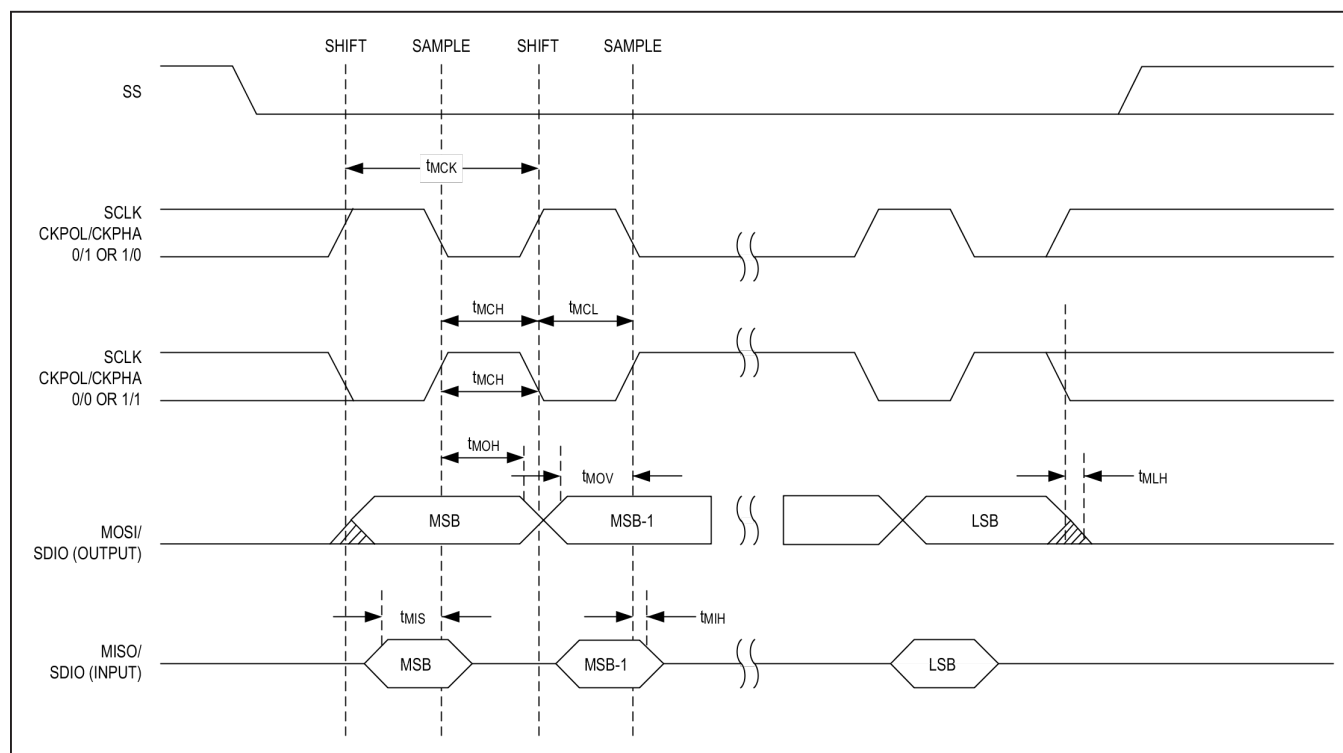 SHIFT SAMPLE SHIFT SAMPLE
SS
tMCK
SCLK
CKPOL/CKPHA
0/1 OR 1/0
tMCH tMCL
SCLK
CKPOL/CKPHA
0/0 OR 1/1
tMCH
tMOH
tMOV
tMLH
MOSI/
SDIO (OUTPUT)
MSB MSB-1 LSB
tMIS
tMIH
MISO/
SDIO (INPUT)
MSB MSB-1 LSB